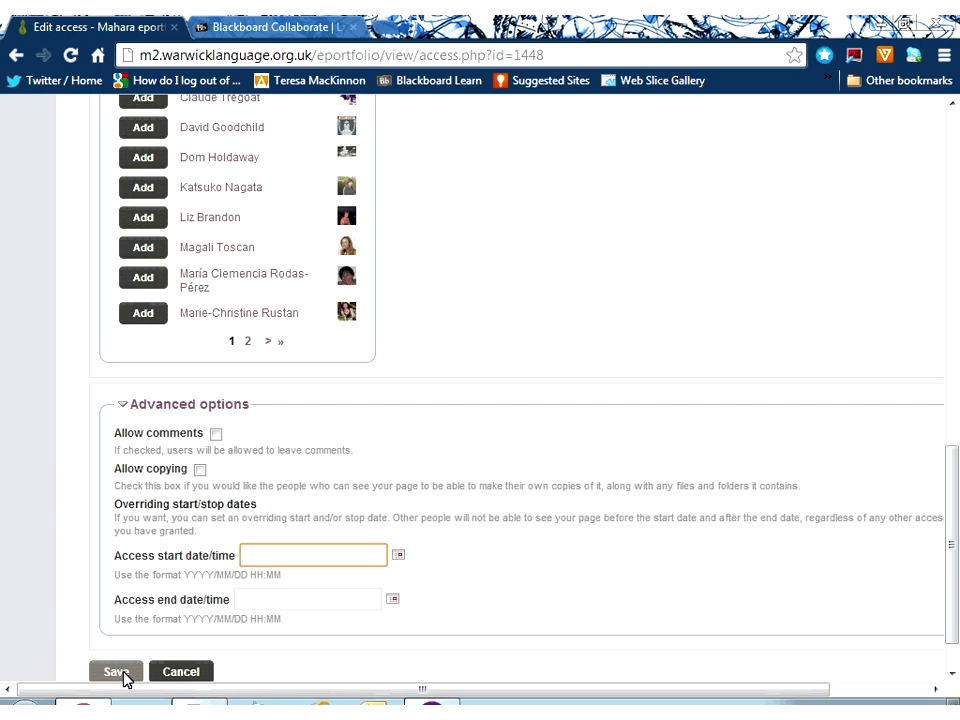 Edit access - Mahara eport
Blackboard Collaborate | L
m2.warwicklanguage.org.uk/eportfolio/view/access.php?id=1448
Twitter / Home
How do I log out of ...
Teresa MacKinnon
Blackboard Learn
Suggested Sites
Web Slice Gallery
»
Other bookmarks
Add Claude Tregoat
Add David Goodchild
Add Dom Holdaway
Add Katsuko Nagata
Add Liz Brandon
Add Magali Toscan
Add María Clemencia Rodas-
Pérez
Add Marie-Christine Rustan
1 2 > »
Advanced options
Allow comments
If checked, users will be allowed to leave comments.
Allow copying
Check this box if you would like the people who can see your page to be able to make their own copies of it, along with any files and folders it contains.
Overriding start/stop dates
If you want, you can set an overriding start and/or stop date. Other people will not be able to see your page before the start date and after the end date, regardless of any other acces
you have granted.
Access start date/time
Use the format YYYY/MM/DD HH:MM
Access end date/time
Use the format YYYY/MM/DD HH:MM
Save Cancel